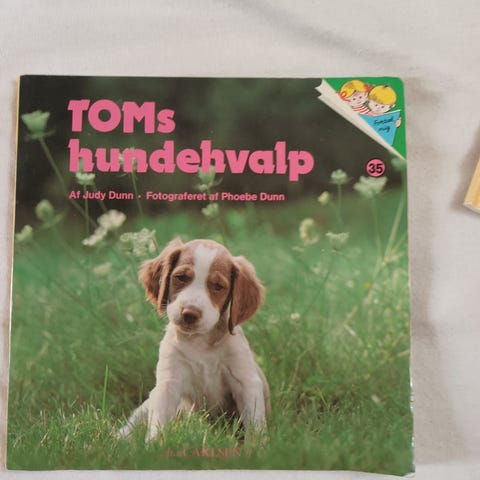 TOMs
hundehvalp
Af Judy Dunn · Fotograferet af Phoebe Dunn
35
CARLSEN